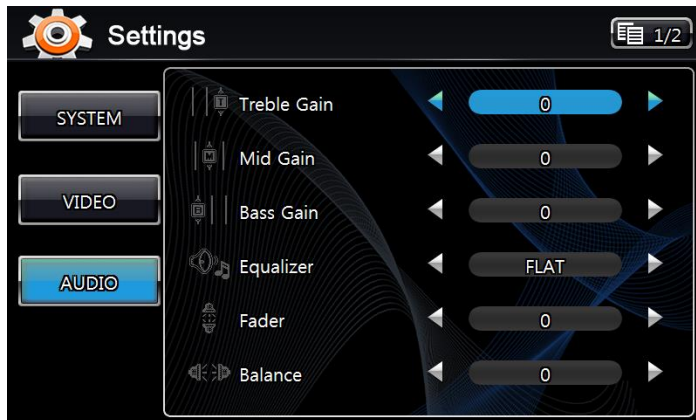 Settings
1/2
SYSTEM
VIDEO
AUDIO
Treble Gain 0
Mid Gain 0
Bass Gain 0
Equalizer FLAT
Fader 0
Balance 0